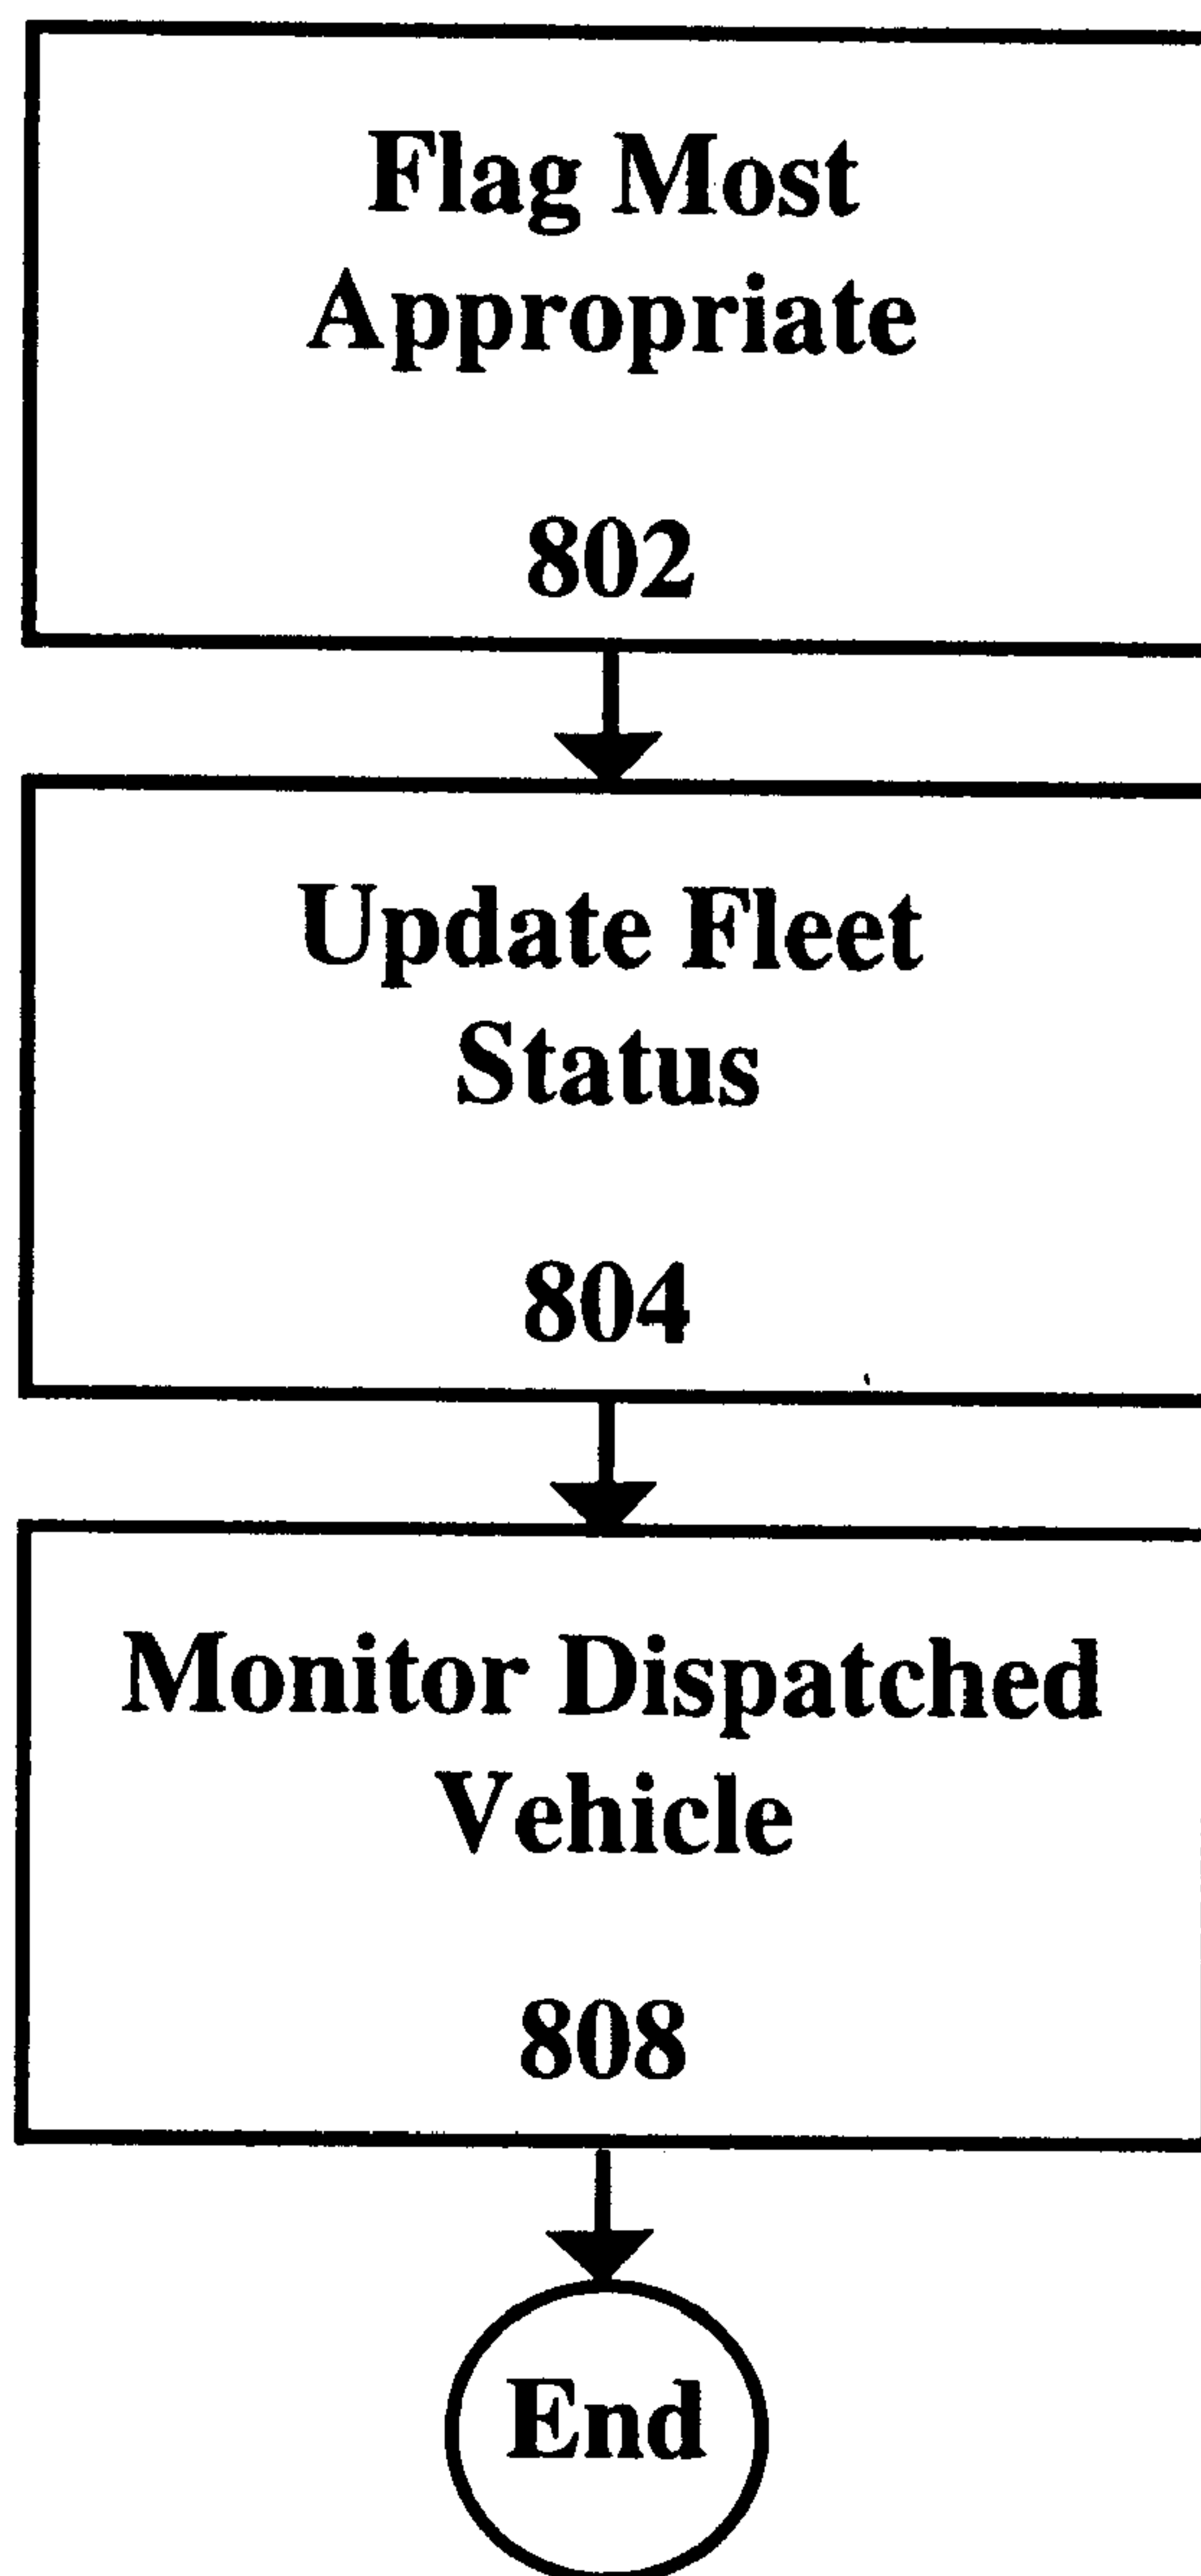 Flag Most
Appropriate
802
Update Fleet
Status
804
Monitor Dispatched
Vehicle
808
End